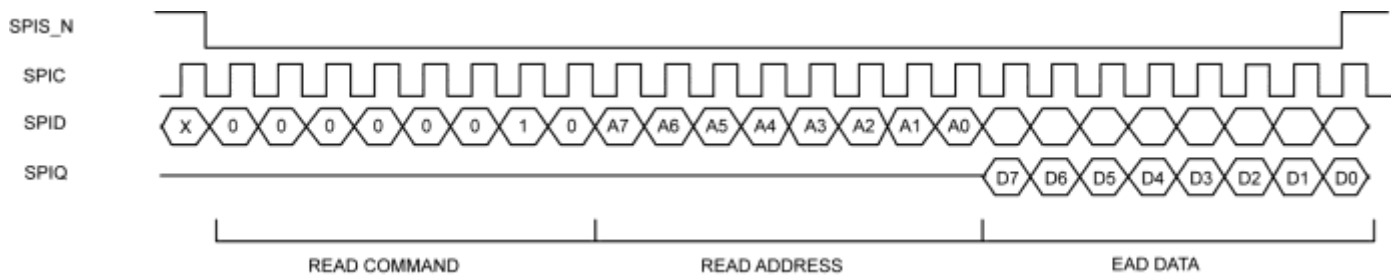 SPIS_N
SPIC
SPID X 0 0 0 0 0 0 1 0 A7 A6 A5 A4 A3 A2 A1 A0
SPIQ D7 D6 D5 D4 D3 D2 D1 D0
READ COMMAND READ ADDRESS EAD DATA